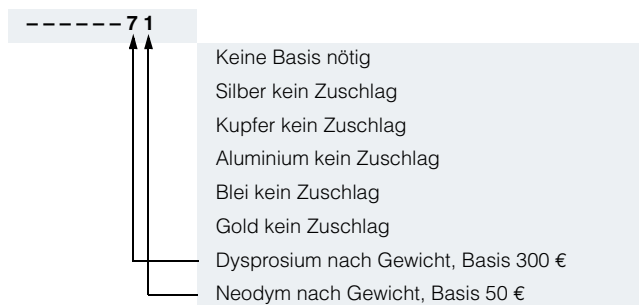 – – – – – – 7 1
Keine Basis nötig
Silber kein Zuschlag
Kupfer kein Zuschlag
Aluminium kein Zuschlag
Blei kein Zuschlag
Gold kein Zuschlag
Dysprosium nach Gewicht, Basis 300 €
Neodym nach Gewicht, Basis 50 €